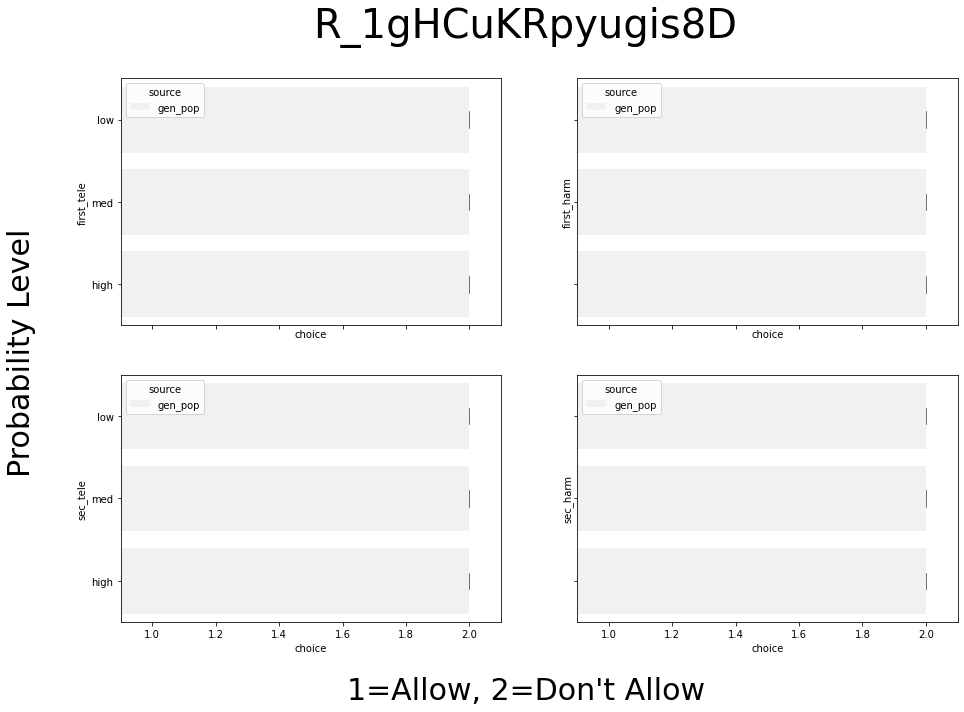 R_1gHCuKRpyugis8D
source
gen_pop
low
med
high
first_tele
choice
source
gen_pop
first_harm
choice
Probability Level
source
gen_pop
low
med
high
sec_tele
1.0 1.2 1.4 1.6 1.8 2.0
choice
source
gen_pop
sec_harm
1.0 1.2 1.4 1.6 1.8 2.0
choice
1=Allow, 2=Don't Allow